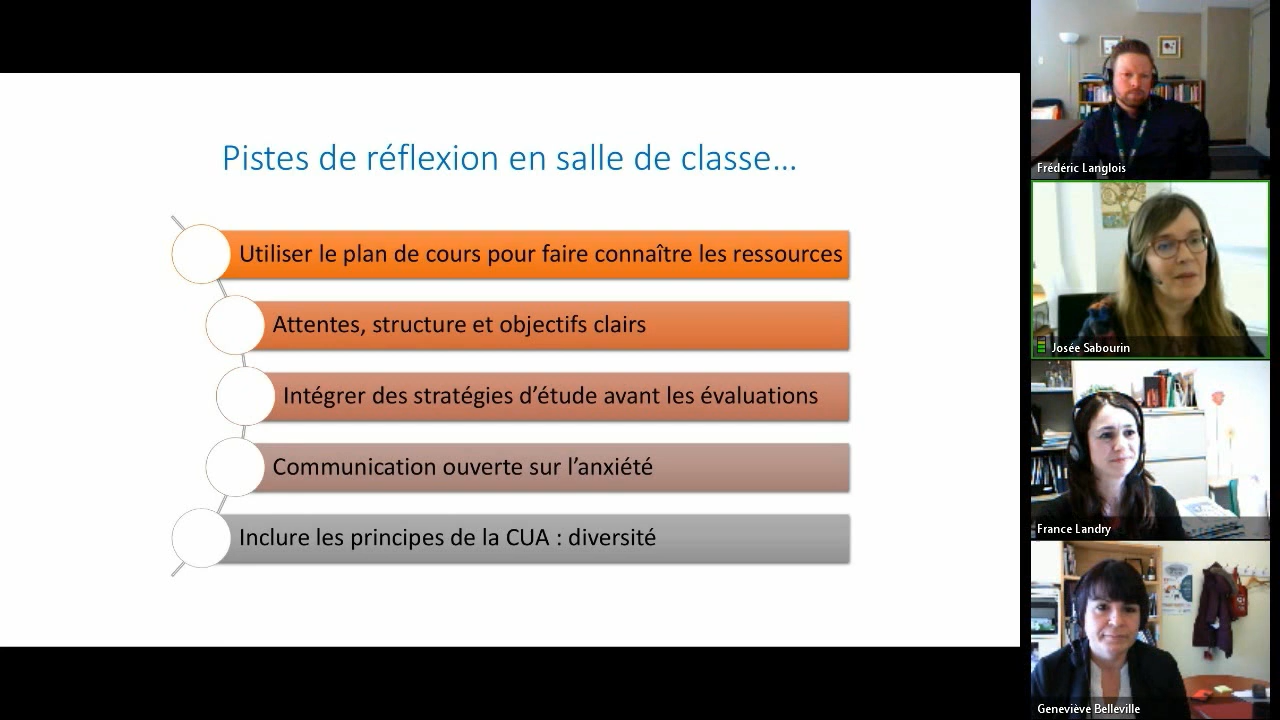 Pistes de réflexion en salle de classe...
Utiliser le plan de cours pour faire connaître les ressources
Attentes, structure et objectifs clairs
Intégrer des stratégies d’étude avant les évaluations
Communication ouverte sur l’anxiété
Inclure les principes de la CUA : diversité
Frédéric Langlois
Josée Sabourin
France Landry
Geneviève Belleville